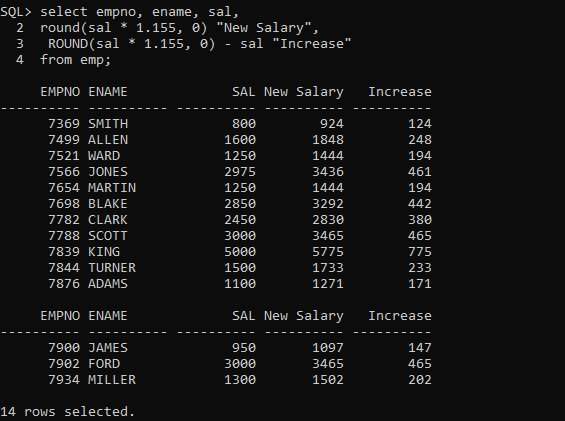 SQL> select empno, ename, sal,
  2  round(sal * 1.155, 0) "New Salary",
  3   ROUND(sal * 1.155, 0) - sal "Increase"
  4  from emp;
     EMPNO ENAME             SAL New Salary   Increase
---------- ---------- ---------- ---------- ----------
      7369 SMITH             800        924        124
      7499 ALLEN            1600       1848        248
      7521 WARD             1250       1444        194
      7566 JONES            2975       3436        461
      7654 MARTIN           1250       1444        194
      7698 BLAKE            2850       3292        442
      7782 CLARK            2450       2830        380
      7788 SCOTT            3000       3465        465
      7839 KING             5000       5775        775
      7844 TURNER           1500       1733        233
      7876 ADAMS            1100       1271        171
     EMPNO ENAME             SAL New Salary   Increase
---------- ---------- ---------- ---------- ----------
      7900 JAMES             950       1097        147
      7902 FORD             3000       3465        465
      7934 MILLER           1300       1502        202
14 rows selected.